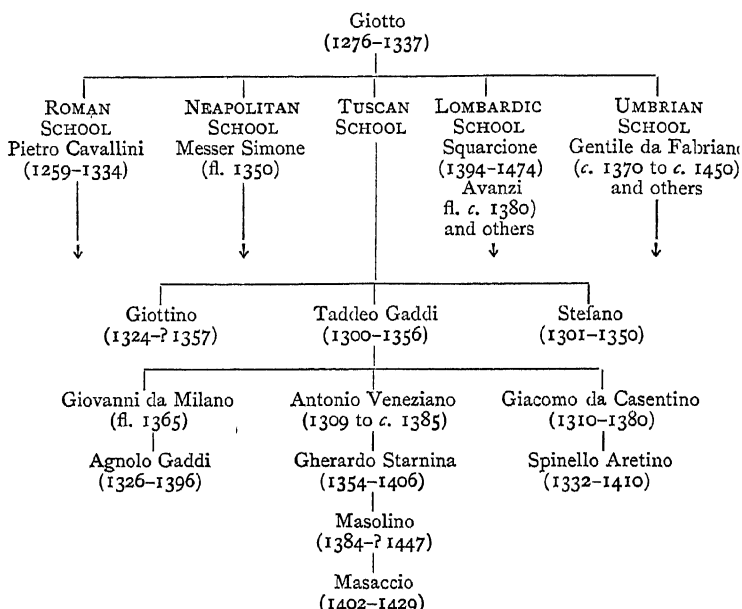 Giotto
(1276–1337)
ROMAN
SCHOOL
Pietro Cavallini
(1259–1334)
NEAPOLITAN
SCHOOL
Messer Simone
(fl. 1350)
TUSCAN
SCHOOL
LOMBARDIC
SCHOOL
Squarcione
(1394–1474)
Avanzi
fl. c. 1380)
and others
UMBRIAN
SCHOOL
Gentile da Fabriano
(c. 1370 to c. 1450)
and others
Giottino
(1324–? 1357)
Taddeo Gaddi
(1300–1356)
Stefano
(1301–1350)
Giovanni da Milano
(fl. 1365)
Antonio Veneziano
(1309 to c. 1385)
Giacomo da Casentino
(1310–1380)
Agnolo Gaddi
(1326–1396)
Gherardo Starnina
(1354–1406)
Spinello Aretino
(1332–1410)
Masolino
(1384–? 1447)
Masaccio
(1402–1429)